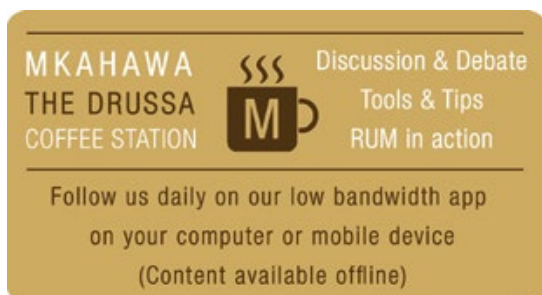 MKAHAWA
THE DRUSSA
COFFEE STATION
M
Discussion & Debate
Tools & Tips
RUM in action
Follow us daily on our low bandwidth app
on your computer or mobile device
(Content available offline)